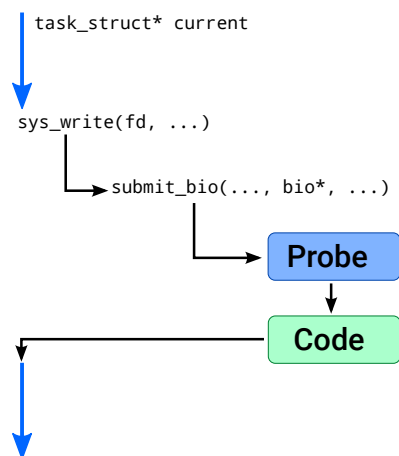 task_struct* current
sys_write(fd, ...)
submit_bio(..., bio*, ...)
Probe
Code